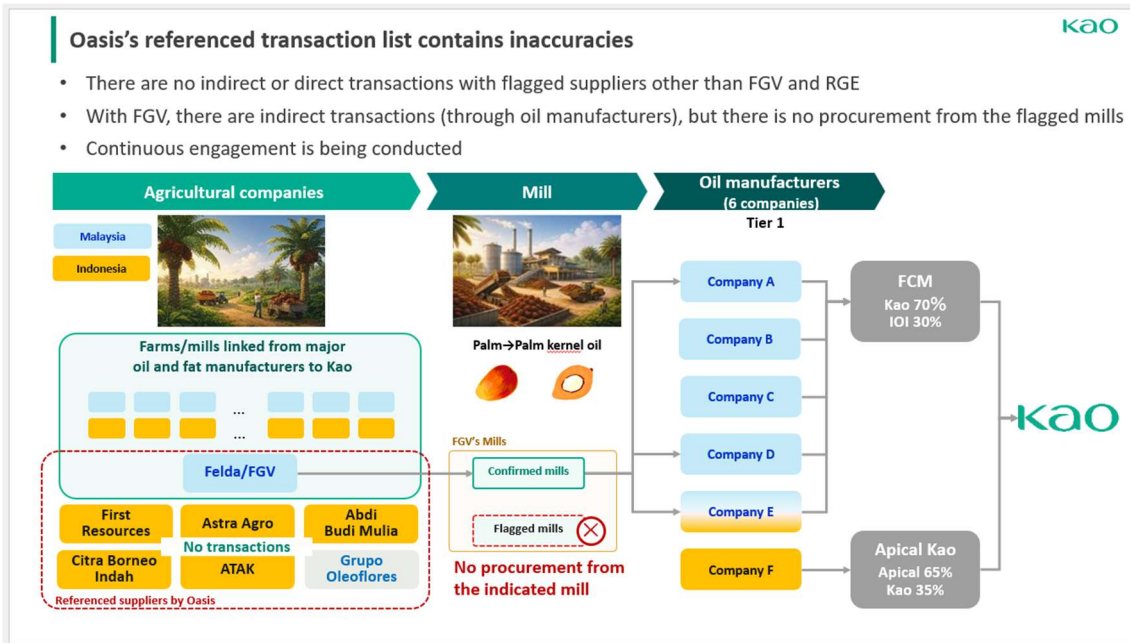 Kao
Oasis's referenced transaction list contains inaccuracies
• There are no indirect or direct transactions with flagged suppliers other than FGV and RGE
• With FGV, there are indirect transactions (through oil manufacturers), but there is no procurement from the flagged mills
• Continuous engagement is being conducted
Agricultural companies
Mill
Oil manufacturers
(6 companies)
Tier 1
Malaysia
Indonesia
Farms/mills linked from major
oil and fat manufacturers to Kao
...
...
Felda/FGV
First
Resources
Astra Agro
Abdi
Budi Mulia
No transactions
Citra Borneo
Indah
ATAK
Grupo
Oleoflores
Referenced suppliers by Oasis
Palm→Palm kernel oil
FGV's Mills
Confirmed mills
Flagged mills
No procurement from
the indicated mill
Company A
Company B
Company C
Company D
Company E
Company F
FCM
Kao 70%
IOI 30%
Apical Kao
Apical 65%
Kao 35%
Kao